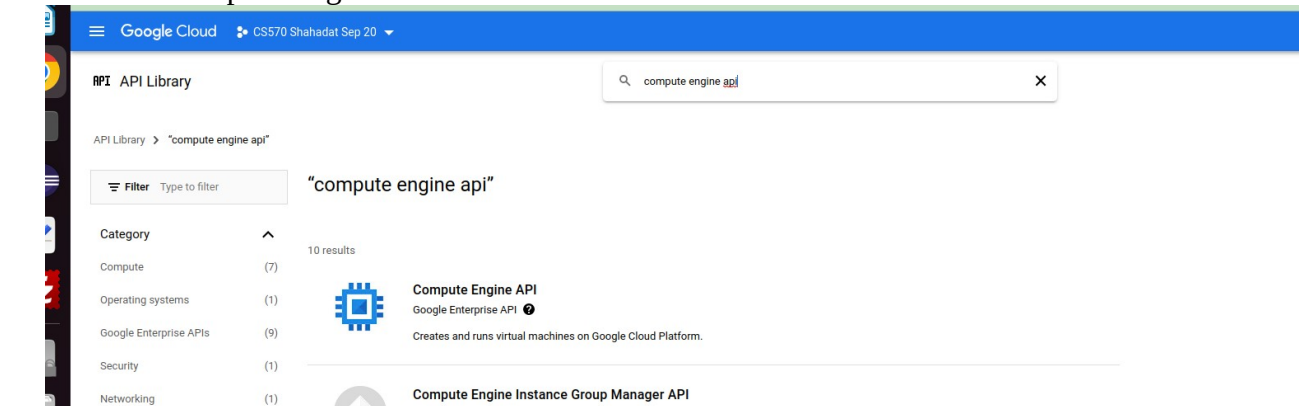 Google Cloud CS570 Shahadat Sep 20
API API Library
compute engine api
API Library > "compute engine api"
Filter Type to filter
"compute engine api"
Category
10 results
Compute (7)
Compute Engine API
Operating systems (1)
Google Enterprise API
Google Enterprise APIs (9)
Creates and runs virtual machines on Google Cloud Platform.
Security (1)
Compute Engine Instance Group Manager API
Networking (1)